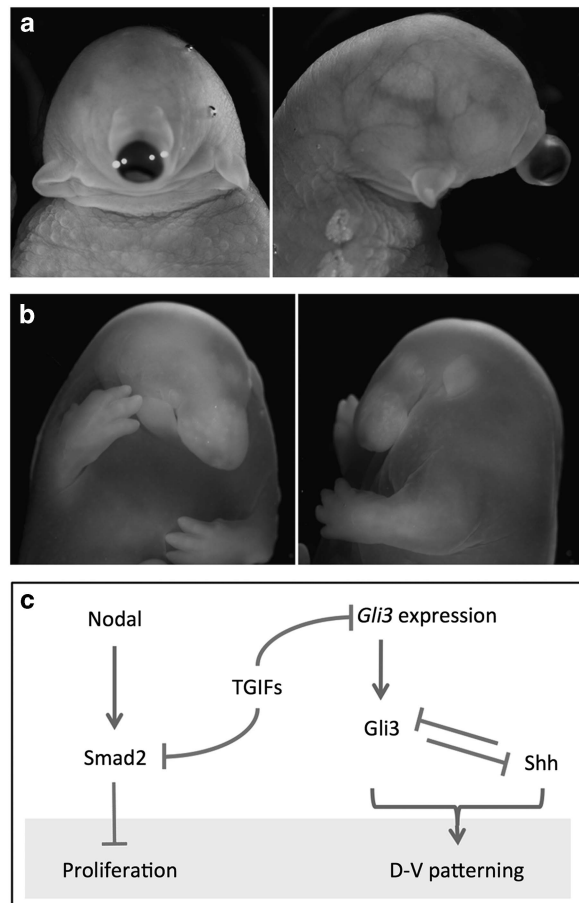 a
b
c
Nodal
Gli3 expression
TGIFs
Gli3
Smad2
Shh
Proliferation
D-V patterning